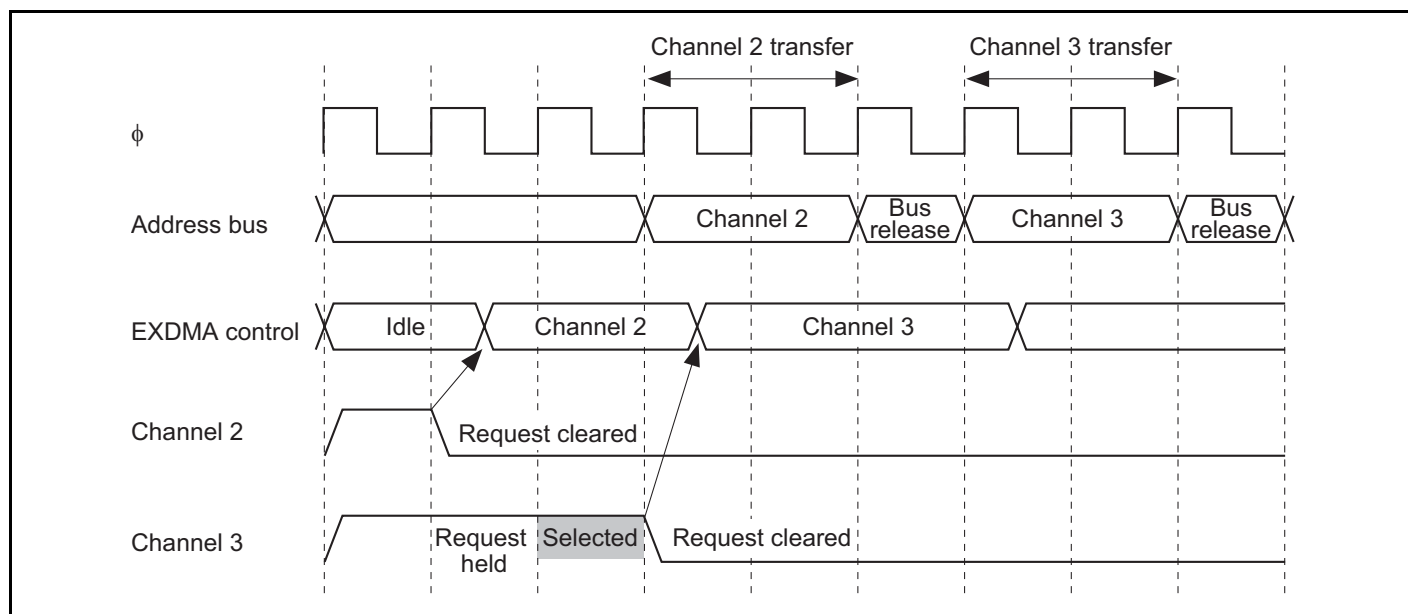 Channel 2 transfer
Channel 3 transfer
ϕ
Address bus
Channel 2
Bus
release
Channel 3
Bus
release
EXDMA control
Idle
Channel 2
Channel 3
Channel 2
Request cleared
Channel 3
Request
held
Selected
Request cleared